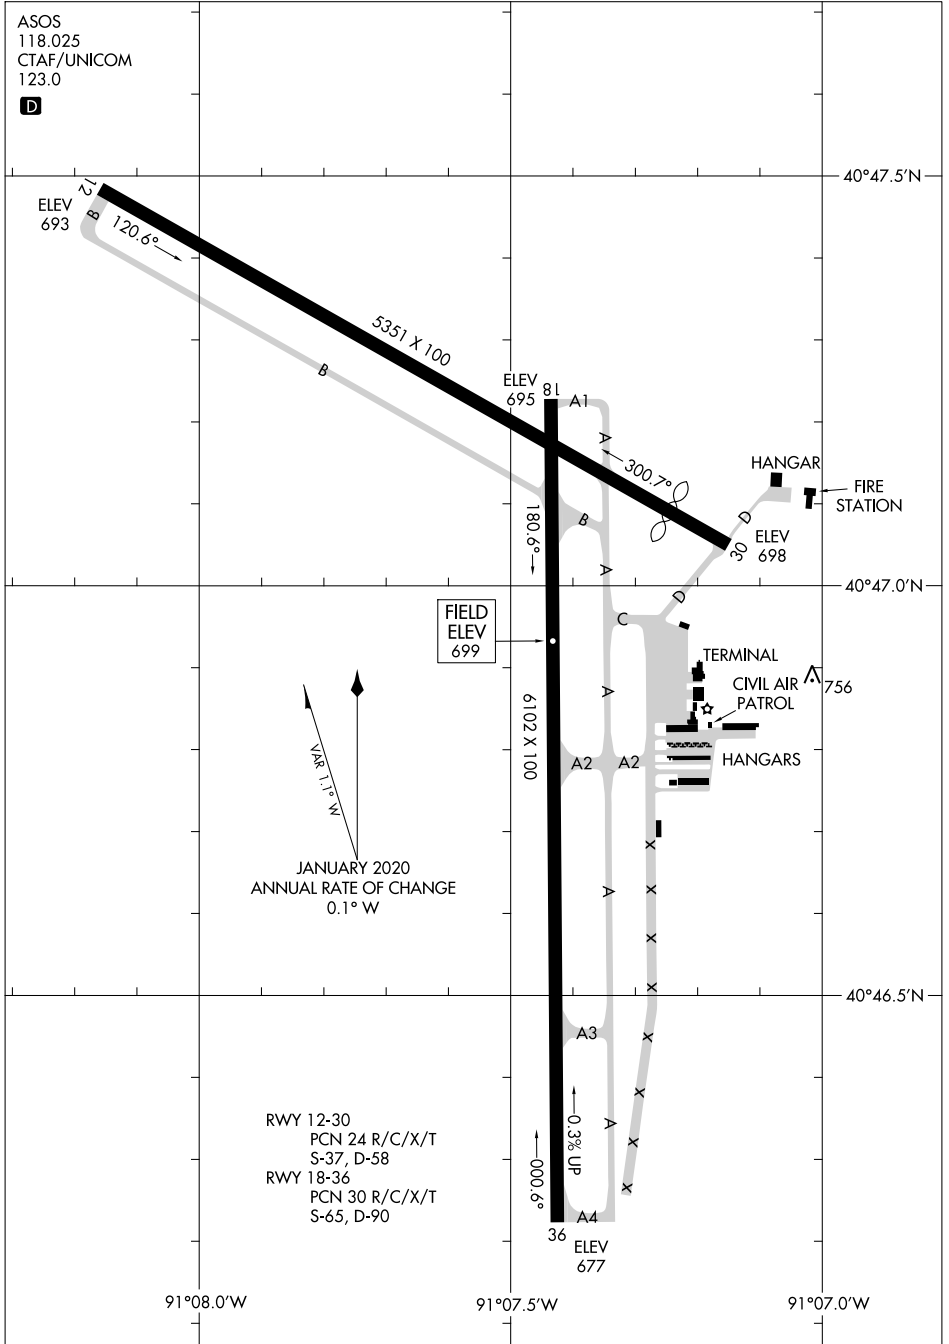 ASOS
118.025
CTAF/UNICOM
123.0
D
40°47.5'N
12
ELEV
693
B
120.6°
5351 X 100
B
ELEV
695
18
A1
A
300.7°
HANGAR
FIRE
STATION
D
B
180.6°
30
ELEV
698
A
40°47.0'N
D
C
FIELD
ELEV
699
TERMINAL
A
CIVIL AIR
PATROL
756
6102 X 100
A2
A2
HANGARS
VAR 1.1° W
X
JANUARY 2020
ANNUAL RATE OF CHANGE
0.1° W
A
X
X
X
40°46.5'N
A3
X
X
RWY 12-30
PCN 24 R/C/X/T
S-37, D-58
RWY 18-36
PCN 30 R/C/X/T
S-65, D-90
0.3% UP
A
X
000.6°
X
A4
36
ELEV
677
91°08.0'W
91°07.5'W
91°07.0'W